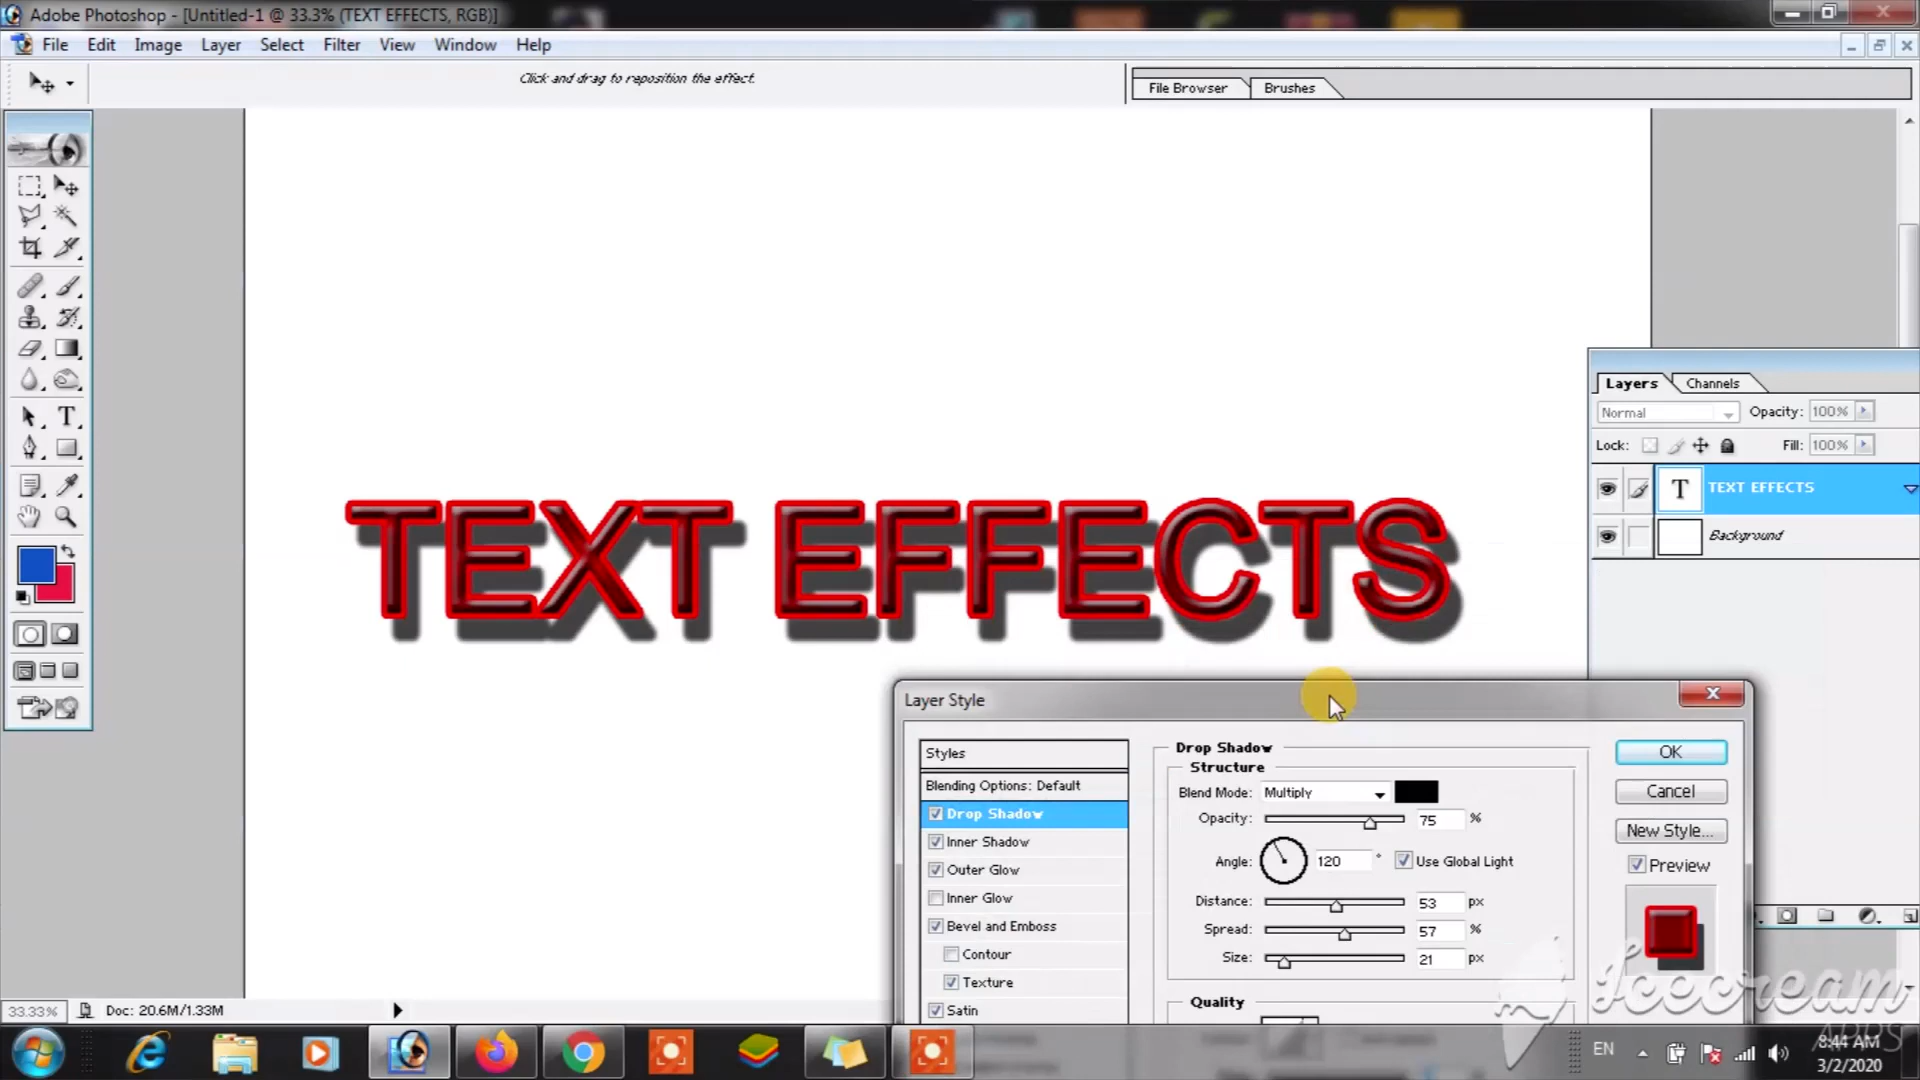 Adobe Photoshop - [Untitled-1 @ 33.3% (TEXT EFFECTS, RGB)]
File Edit Image Layer Select Filter View Window Help
Click and drag to reposition the effect.
File Browser Brushes
Layers Channels
Normal Opacity: 100%
Lock: Fill: 100%
T TEXT EFFECTS
Background
TEXT EFFECTS
Layer Style
Styles
Blending Options: Default
Drop Shadow
Inner Shadow
Outer Glow
Inner Glow
Bevel and Emboss
Contour
Texture
Satin
Drop Shadow
Structure
Blend Mode: Multiply
Opacity: 75 %
Angle: 120 ° Use Global Light
Distance: 53 px
Spread: 57 %
Size: 21 px
Quality
OK
Cancel
New Style...
Preview
33.33% Doc: 20.6M/1.33M
Icecream
APPS
EN
8:44 AM
3/2/2020